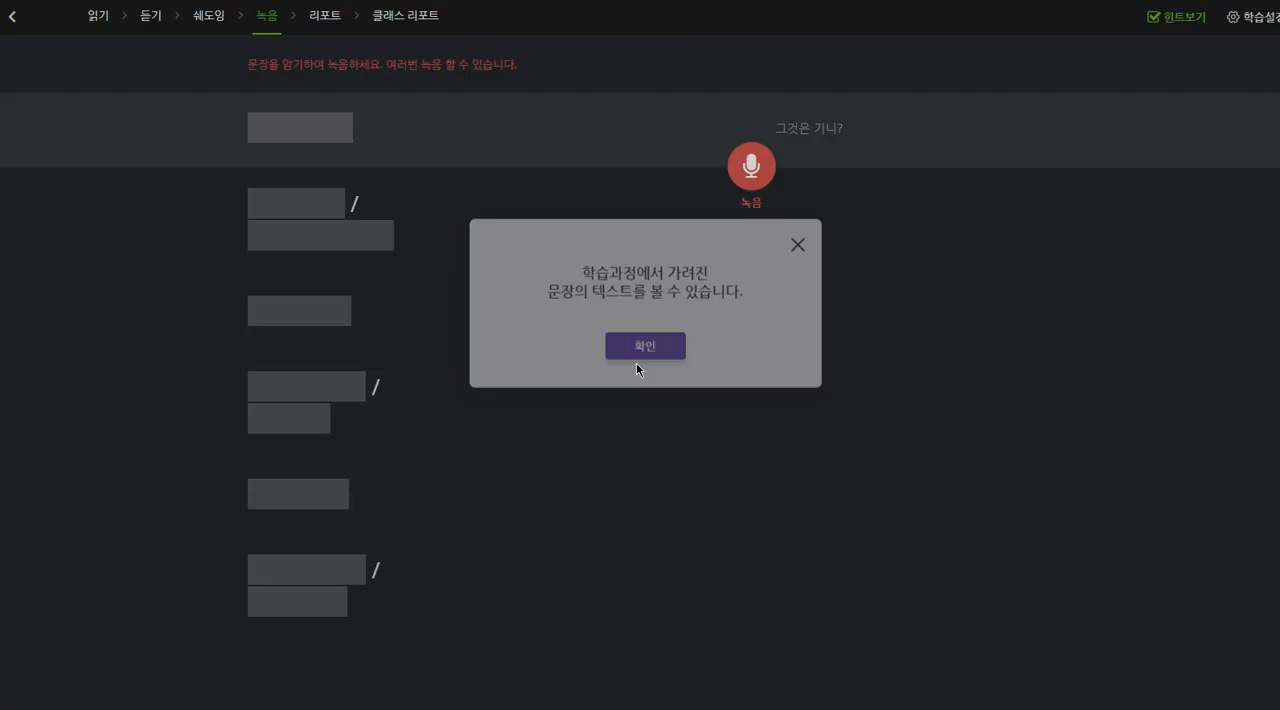 읽기 > 듣기 > 쉐도잉 > 녹음 > 리포트 > 클래스 리포트
힌트보기
학습설정
문장을 암기하여 녹음하세요. 여러번 녹음 할 수 있습니다.
그것은 기니?
녹음
/
학습과정에서 가려진
문장의 텍스트를 볼 수 있습니다.
확인
/
/